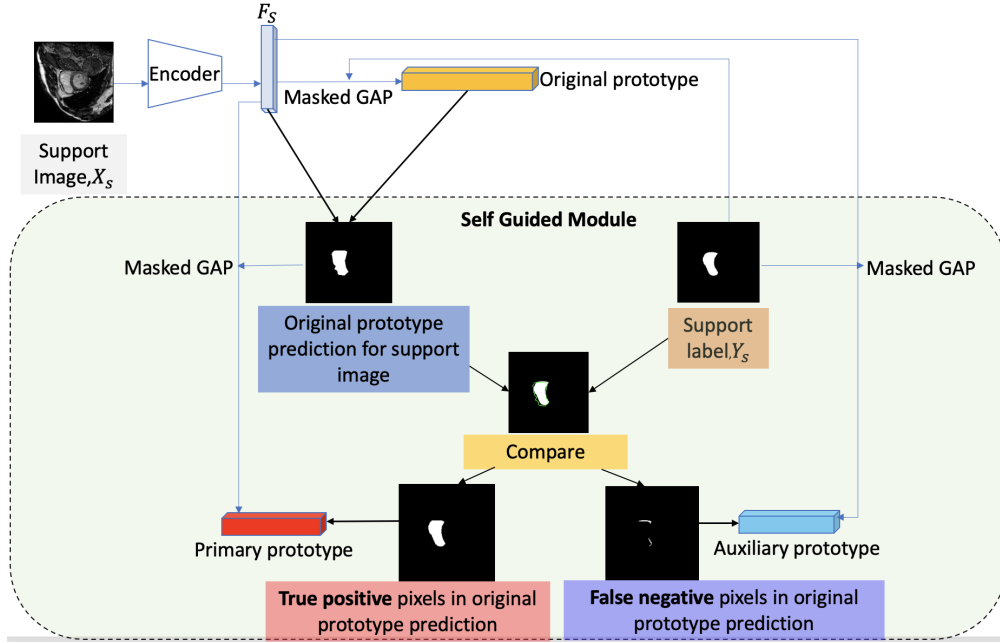 F_S
Encoder
Masked GAP
Original prototype
Support
Image,X_s
Self Guided Module
Masked GAP
Masked GAP
Original prototype
prediction for support
image
Support
label,Y_s
Compare
Primary prototype
Auxiliary prototype
True positive pixels in original
prototype prediction
False negative pixels in original
prototype prediction